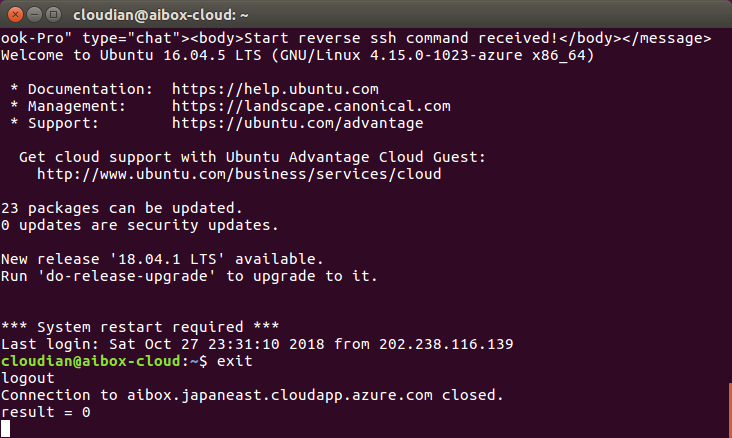 cloudian@aibox-cloud: ~
ook-Pro" type="chat"><body>Start reverse ssh command received!</body></message>
Welcome to Ubuntu 16.04.5 LTS (GNU/Linux 4.15.0-1023-azure x86_64)
* Documentation:  https://help.ubuntu.com
* Management:     https://landscape.canonical.com
* Support:        https://ubuntu.com/advantage
Get cloud support with Ubuntu Advantage Cloud Guest:
http://www.ubuntu.com/business/services/cloud
23 packages can be updated.
0 updates are security updates.
New release '18.04.1 LTS' available.
Run 'do-release-upgrade' to upgrade to it.
*** System restart required ***
Last login: Sat Oct 27 23:31:10 2018 from 202.238.116.139
cloudian@aibox-cloud:~$ exit
logout
Connection to aibox.japaneast.cloudapp.azure.com closed.
result = 0